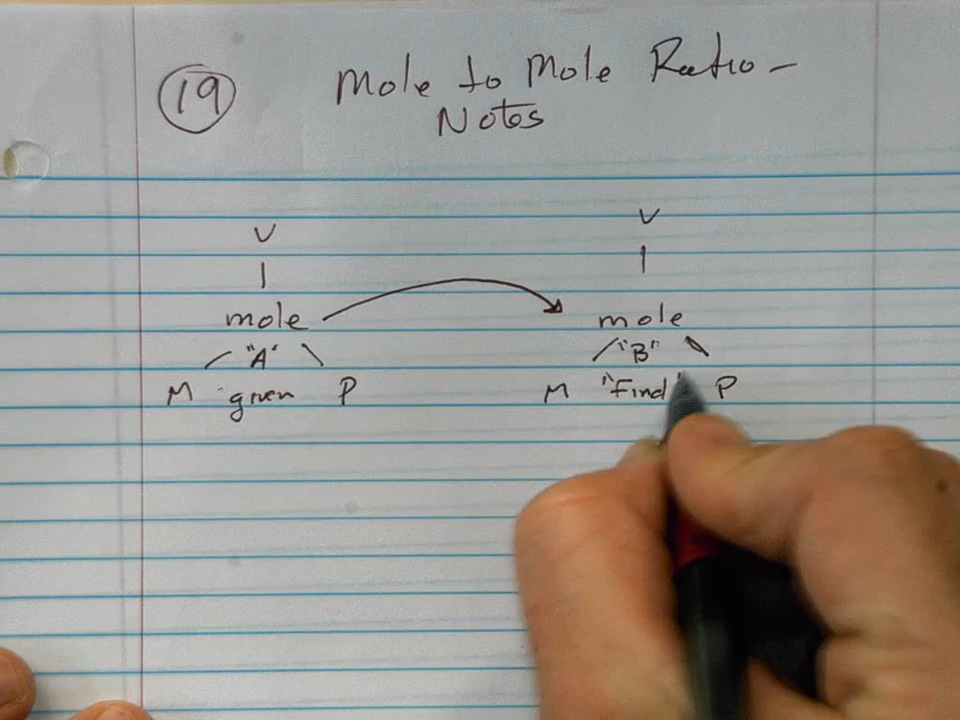 19 Mole to Mole Ratio -
Notes
V V
mole mole
"A" "B"
M given P M "Find" P